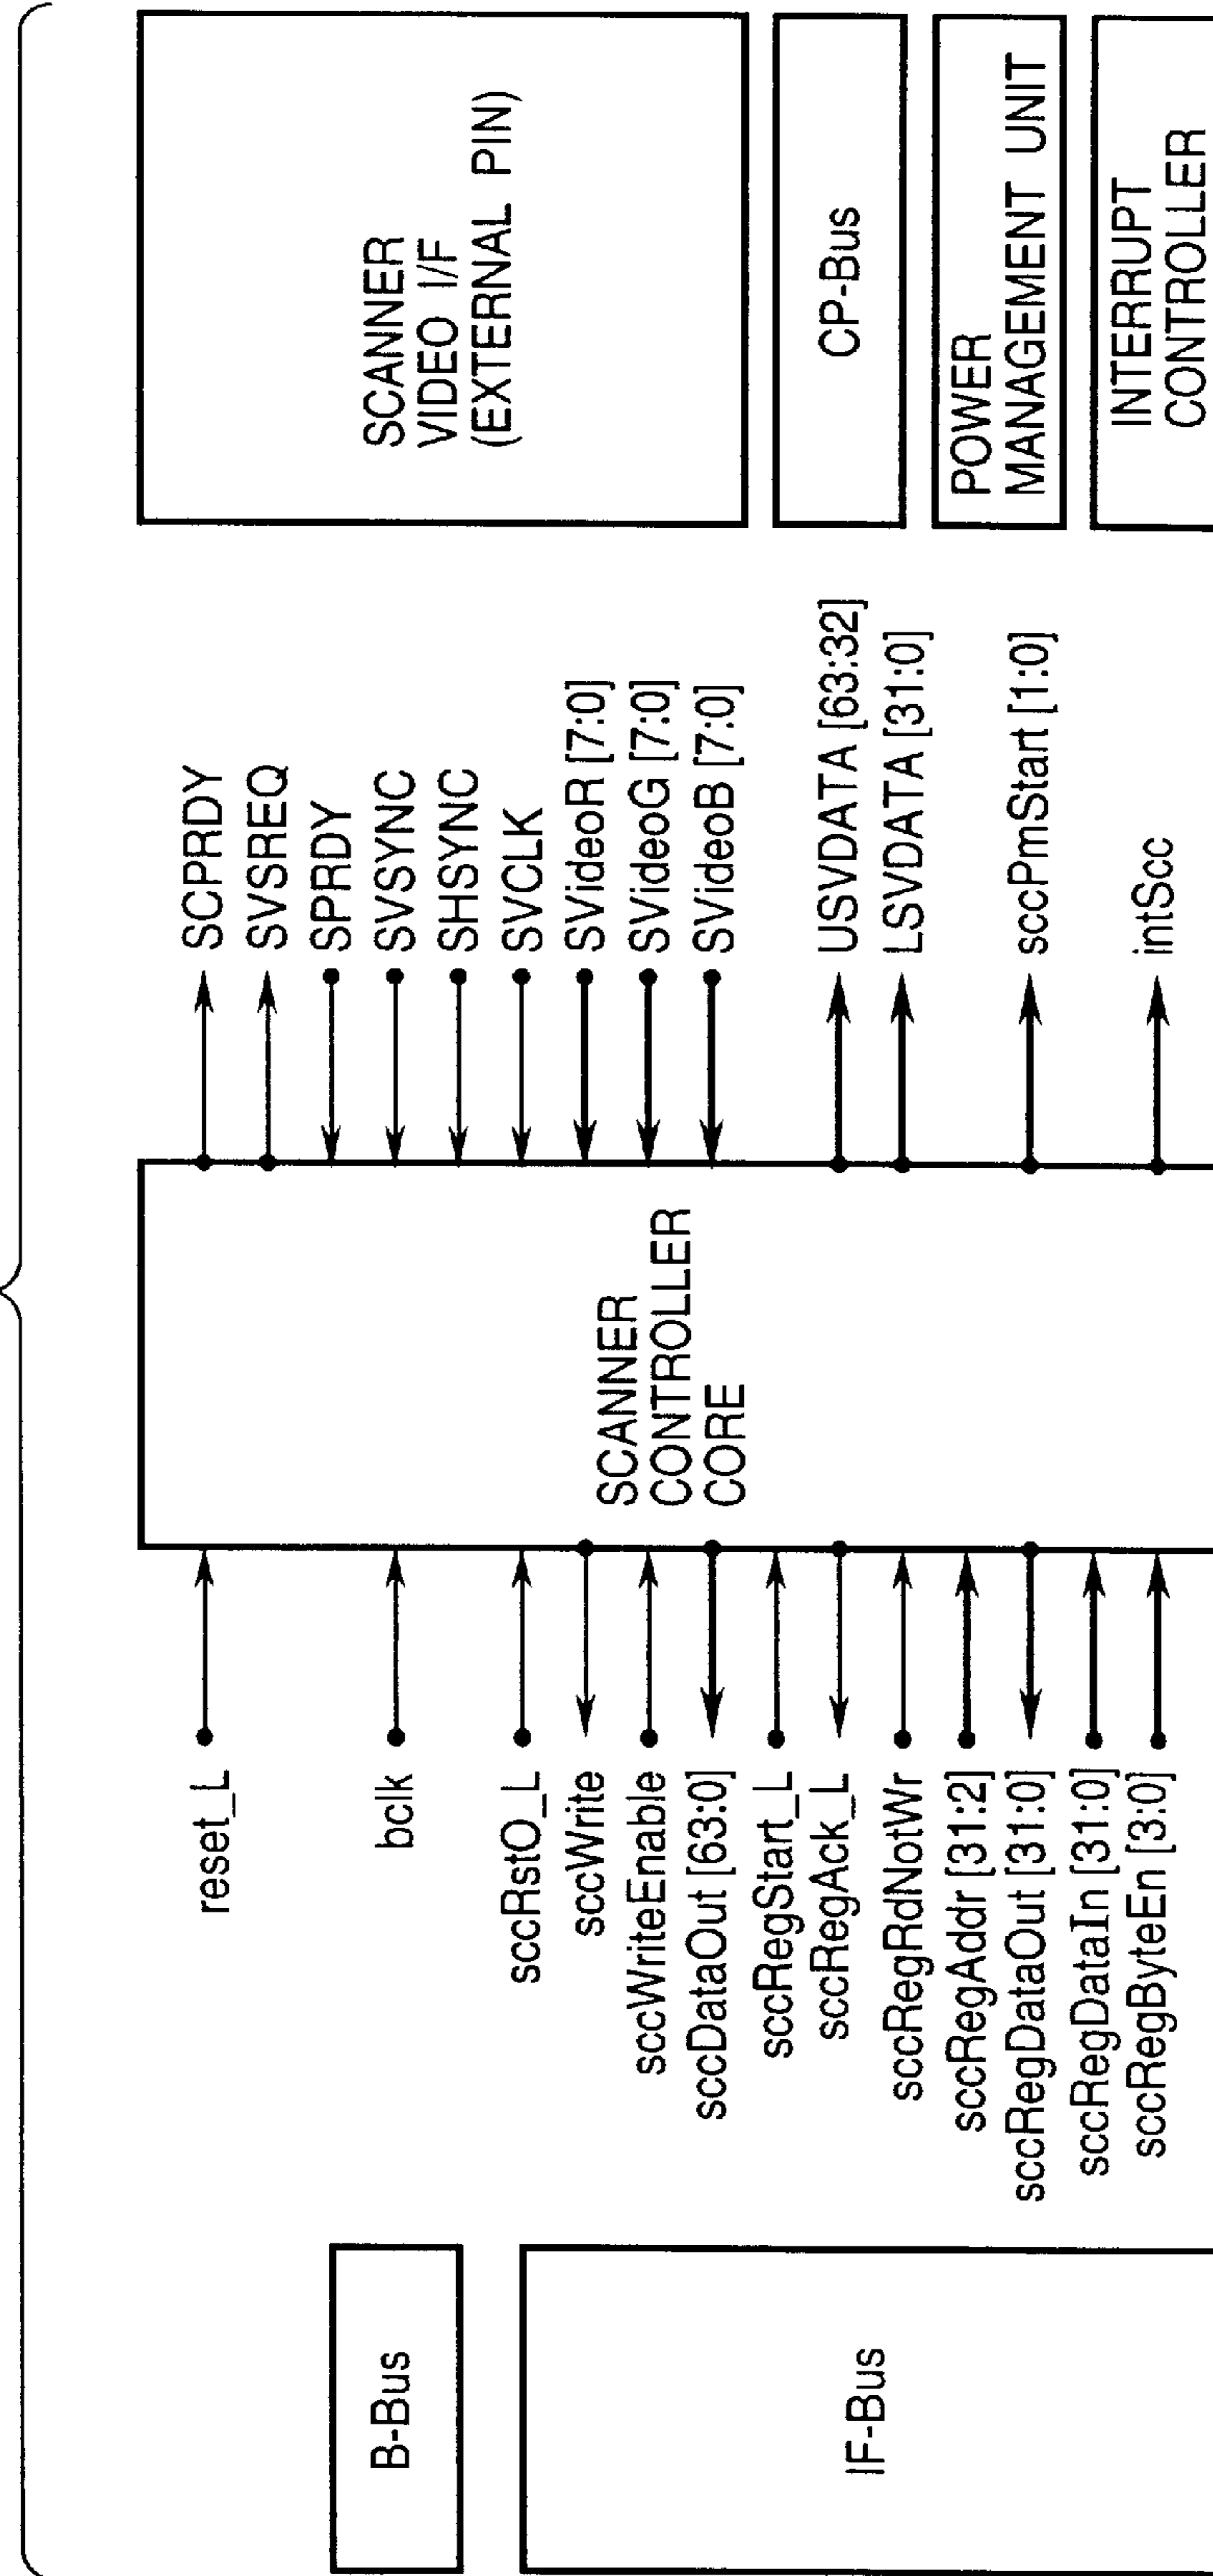 B-Bus
IF-Bus
reset_L
bclk
sccRstO_L
sccWrite
sccWriteEnable
sccDataOut [63:0]
sccRegStart_L
sccRegAck_L
sccRegRdNotWr
sccRegAddr [31:2]
sccRegDataOut [31:0]
sccRegDataIn [31:0]
sccRegByteEn [3:0]
SCANNER
CONTROLLER
CORE
SCPRDY
SVSREQ
SPRDY
SVSYNC
SHSYNC
SVCLK
SVideoR [7:0]
SVideoG [7:0]
SVideoB [7:0]
USVDATA [63:32]
LSVDATA [31:0]
sccPmStart [1:0]
intScc
SCANNER
VIDEO I/F
(EXTERNAL PIN)
CP-Bus
POWER
MANAGEMENT UNIT
INTERRUPT
CONTROLLER